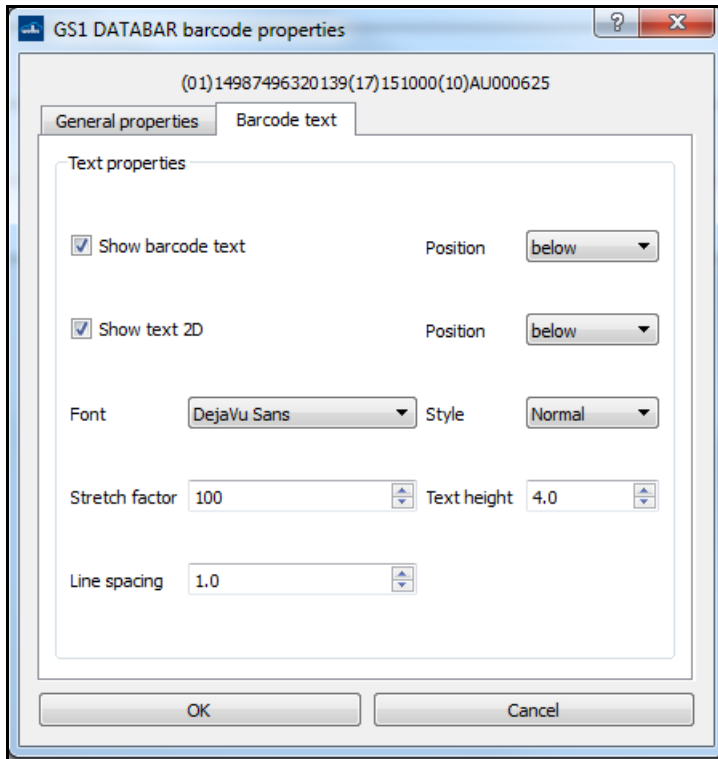 GS1 DATABAR barcode properties
(01)14987496320139(17)151000(10)AU000625
General properties Barcode text
Text properties
Show barcode text Position below
Show text 2D Position below
Font DejaVu Sans Style Normal
Stretch factor 100 Text height 4.0
Line spacing 1.0
OK Cancel